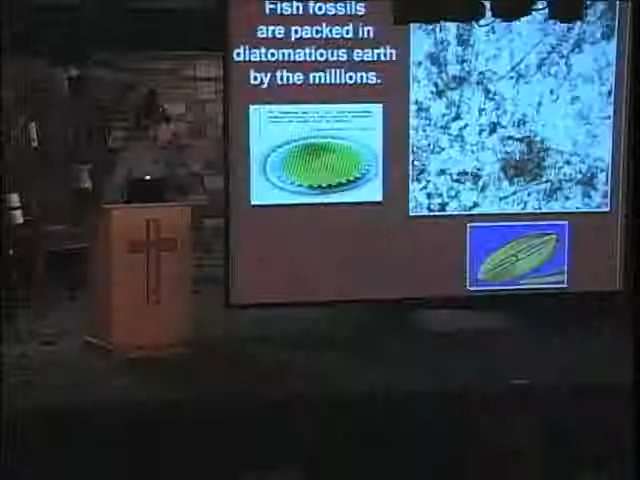 Fish fossils
are packed in
diatomatious earth
by the millions.